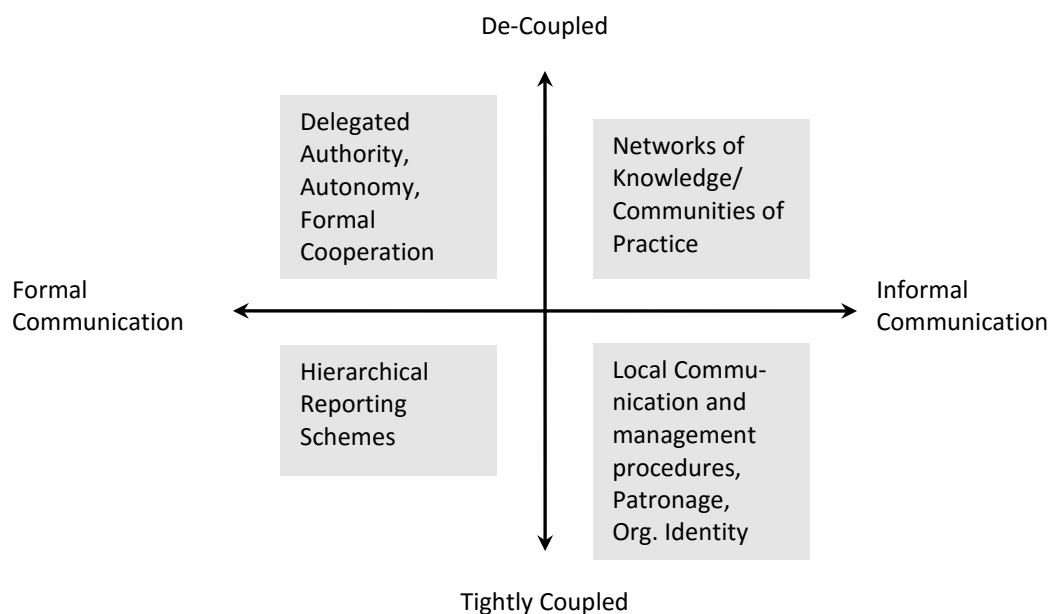 De-Coupled
Delegated
Authority,
Autonomy,
Formal
Cooperation
Networks of
Knowledge/
Communities of
Practice
Formal
Communication
Informal
Communication
Hierarchical
Reporting
Schemes
Local Commu-
nication and
management
procedures,
Patronage,
Org. Identity
Tightly Coupled